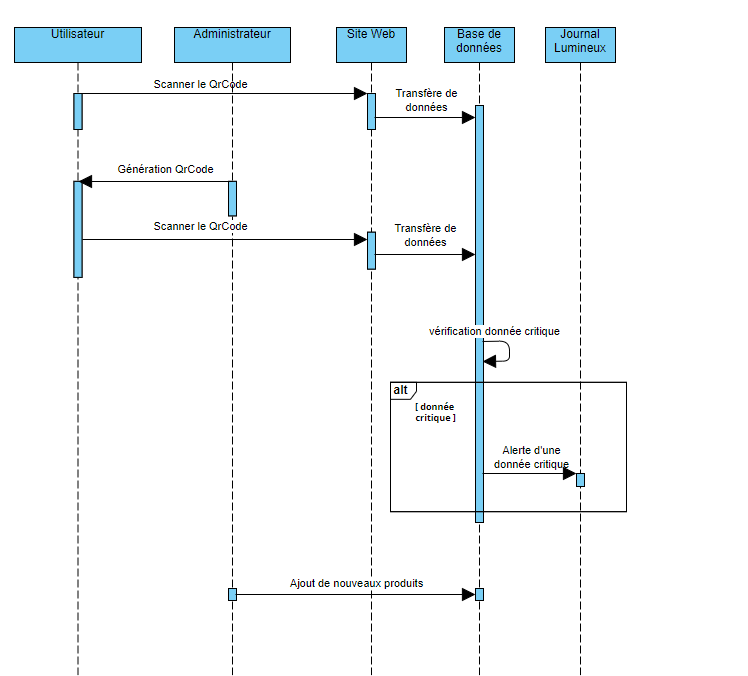 Utilisateur
Administrateur
Site Web
Base de
données
Journal
Lumineux
Scanner le QrCode
Transfère de
données
Génération QrCode
Scanner le QrCode
Transfère de
données
vérification donnée critique
alt
[ donnée
critique ]
Alerte d'une
donnée critique
Ajout de nouveaux produits